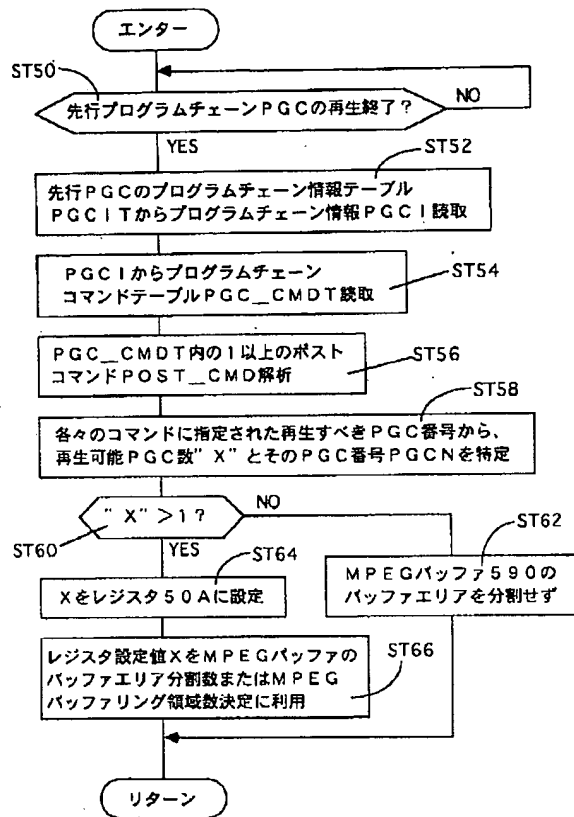 エンター
ST50
先行プログラムチェーンPGCの再生終了?
NO
YES
ST52
先行PGCのプログラムチェーン情報テーブル
PGCITからプログラムチェーン情報PGCI読取
PGCIからプログラムチェーン
コマンドテーブルPGC_CMDT読取
ST54
PGC_CMDT内の1以上のポスト
コマンドPOST_CMD解析
ST56
ST58
各々のコマンドに指定された再生すべきPGC番号から、
再生可能PGC数"X"とそのPGC番号PGCNを特定
"X">1?
NO
ST60
YES
ST62
MPEGバッファ590の
バッファエリアを分割せず
ST64
Xをレジスタ50Aに設定
レジスタ設定値XをMPEGバッファの
バッファエリア分割数またはMPEG
バッファリング領域数決定に利用
ST66
リターン